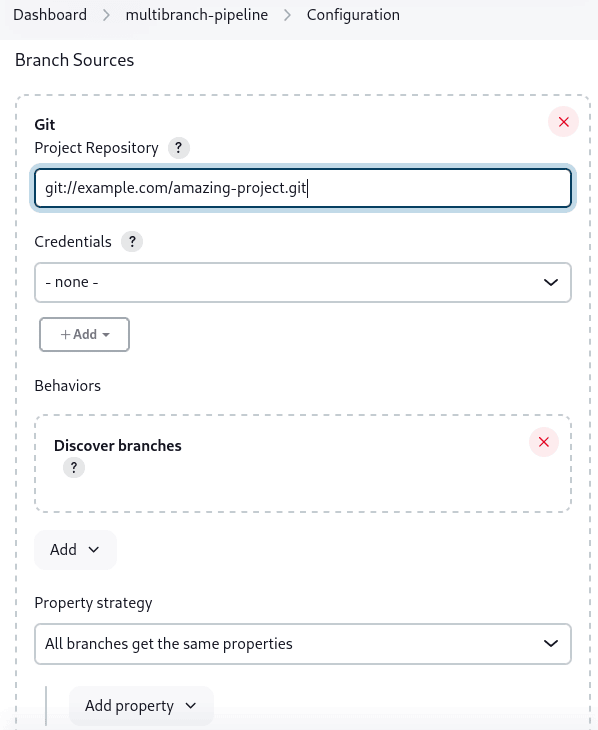 Dashboard > multibranch-pipeline > Configuration
Branch Sources
Git
Project Repository ?
git://example.com/amazing-project.git
Credentials ?
- none -
+ Add
Behaviors
Discover branches
?
Add
Property strategy
All branches get the same properties
Add property